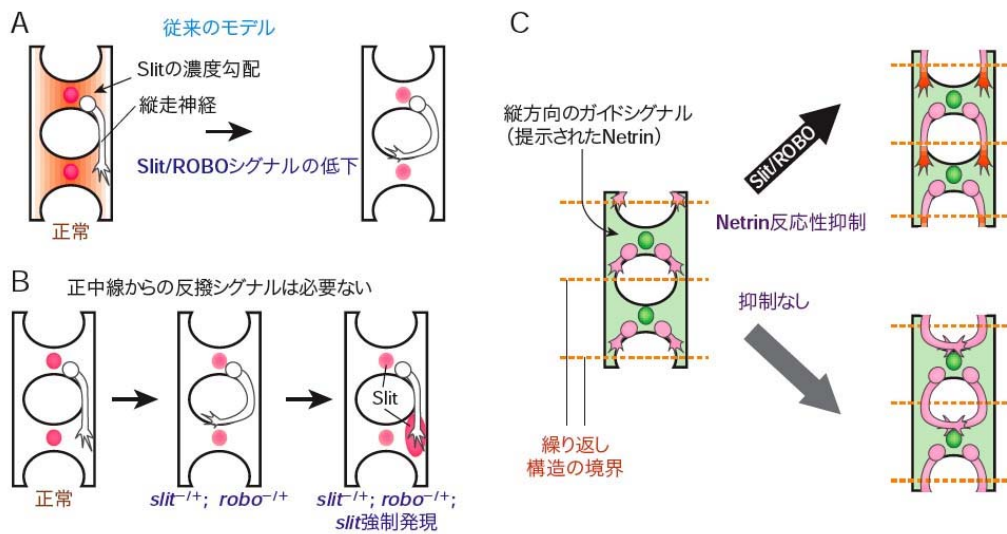 A
従来のモデル
Slitの濃度勾配
縦走神経
Slit/ROBOシグナルの低下
正常
B
正中線からの反撥シグナルは必要ない
Slit
正常
slit⁻/⁺; robo⁻/⁺
slit⁻/⁺; robo⁻/⁺;
slit強制発現
C
縦方向のガイドシグナル
(提示されたNetrin)
Slit/ROBO
Netrin反応性抑制
抑制なし
繰り返し
構造の境界